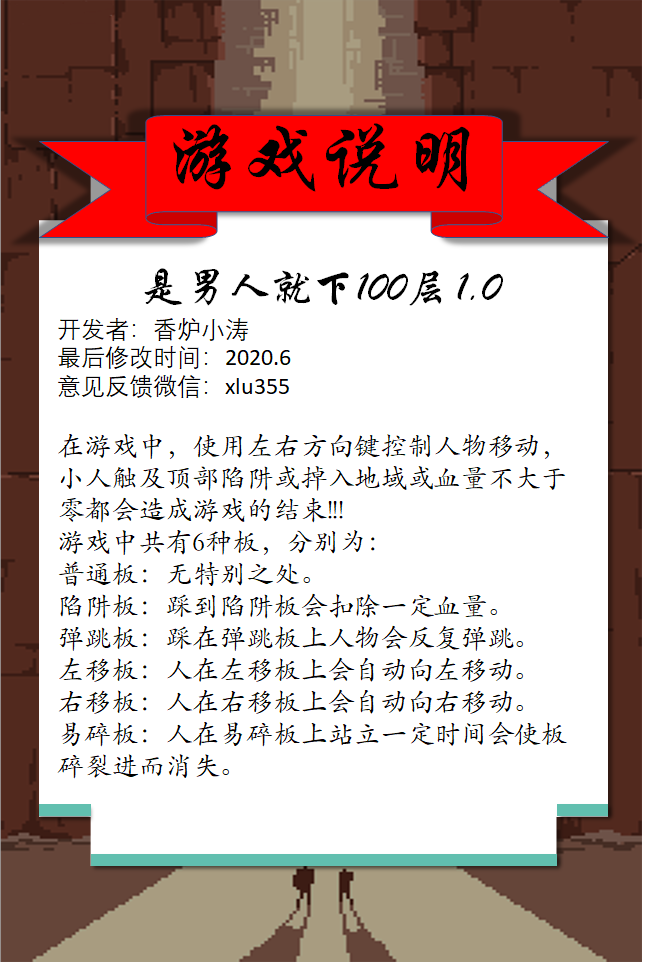 游戏说明
是男人就下100层1.0
开发者：香炉小涛
最后修改时间：2020.6
意见反馈微信：xlu355
在游戏中，使用左右方向键控制人物移动，
小人触及顶部陷阱或掉入地域或血量不大于
零都会造成游戏的结束!!!
游戏中共有6种板，分别为：
普通板：无特别之处。
陷阱板：踩到陷阱板会扣除一定血量。
弹跳板：踩在弹跳板上人物会反复弹跳。
左移板：人在左移板上会自动向左移动。
右移板：人在右移板上会自动向右移动。
易碎板：人在易碎板上站立一定时间会使板
碎裂进而消失。